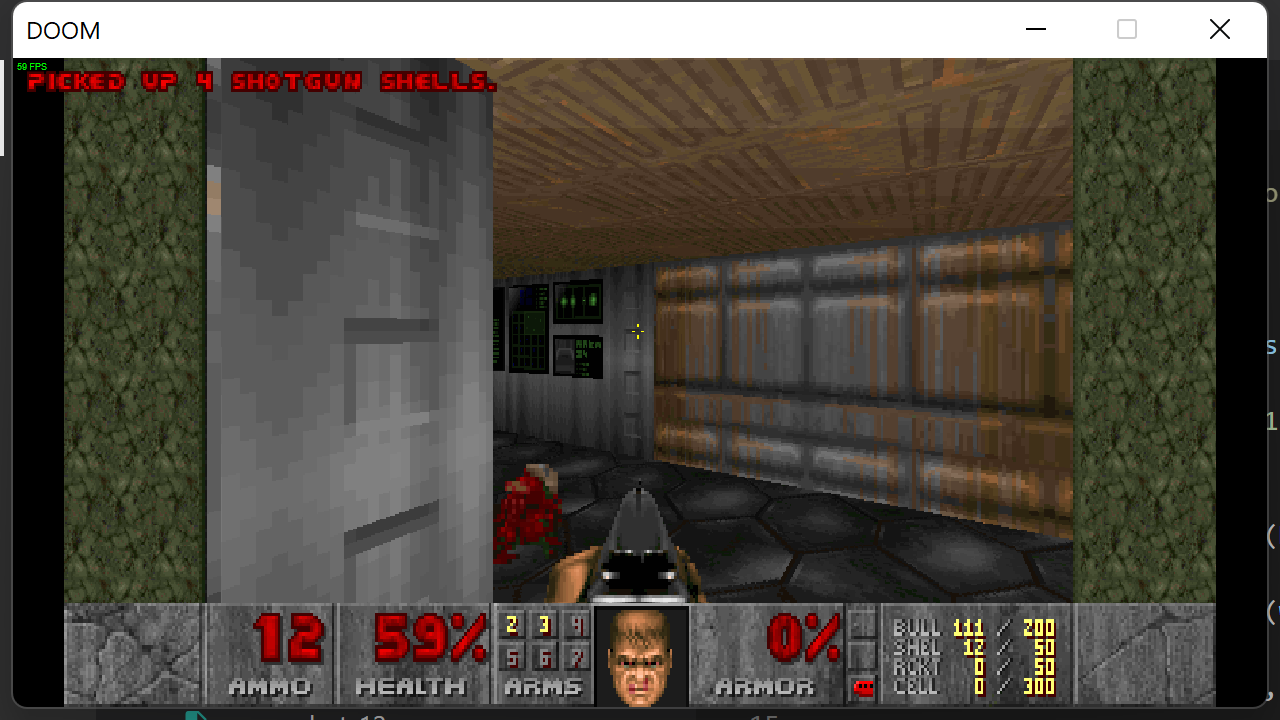 DOOM
59 FPS
PICKED UP 4 SHOTGUN SHELLS.
12 59% 2 3 4 0% BULL 111 / 200
SHEL 12 / 50
5 6 7 RCKT 0 / 50
AMMO HEALTH ARMS ARMOR CELL 0 / 300